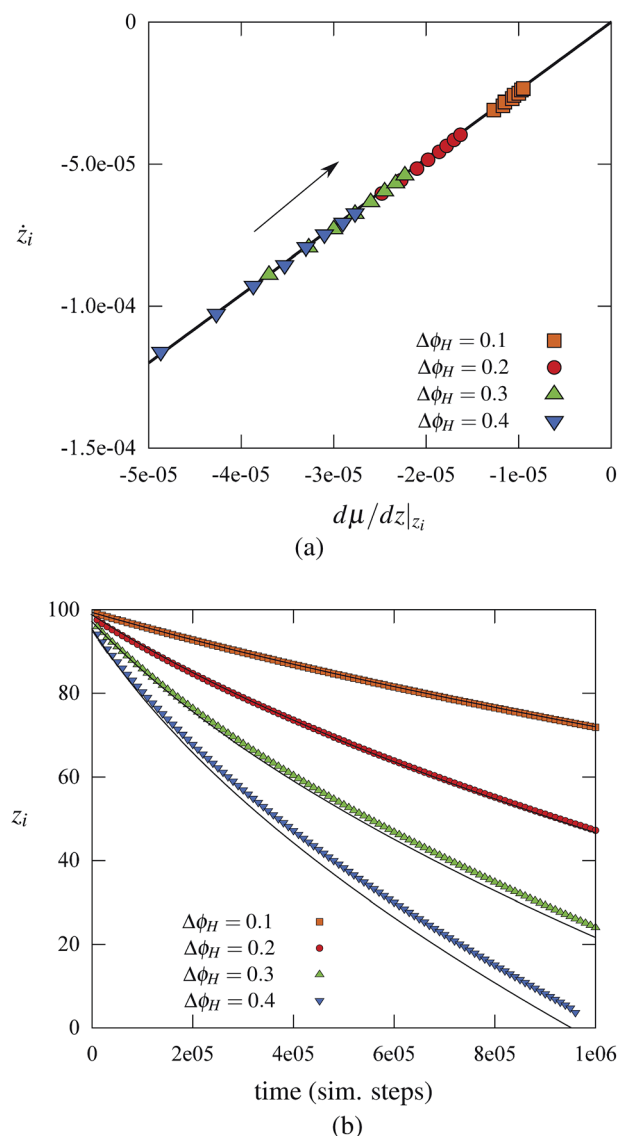 0
-5.0e-05
-1.0e-04
-1.5e-04
ż_i
Δϕ_H = 0.1
Δϕ_H = 0.2
Δϕ_H = 0.3
Δϕ_H = 0.4
-5e-05 -4e-05 -3e-05 -2e-05 -1e-05 0
dμ/dz|_{z_i}
(a)
100
80
60
40
20
0
z_i
Δϕ_H = 0.1
Δϕ_H = 0.2
Δϕ_H = 0.3
Δϕ_H = 0.4
0 2e05 4e05 6e05 8e05 1e06
time (sim. steps)
(b)